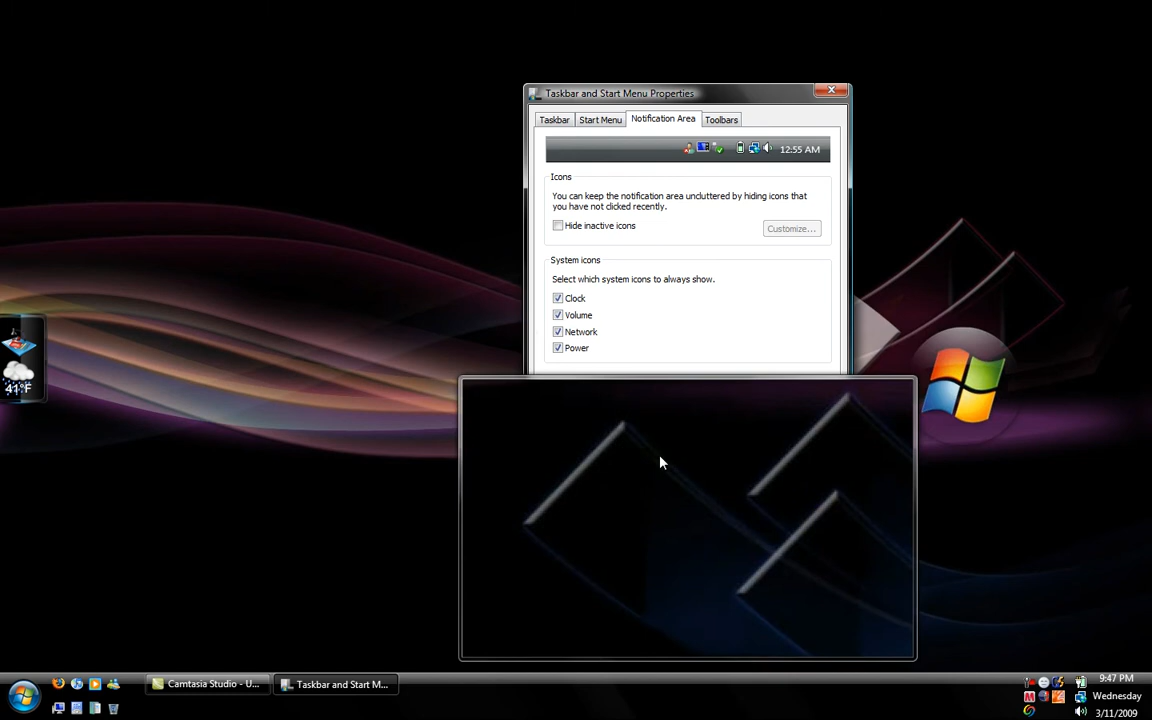 Taskbar and Start Menu Properties
Taskbar
Start Menu
Notification Area
Toolbars
12:55 AM
Icons
You can keep the notification area uncluttered by hiding icons that
you have not clicked recently.
Hide inactive icons
Customize...
System icons
Select which system icons to always show.
Clock
Volume
Network
Power
41°F
Camtasia Studio - U...
Taskbar and Start M...
9:47 PM
Wednesday
3/11/2009